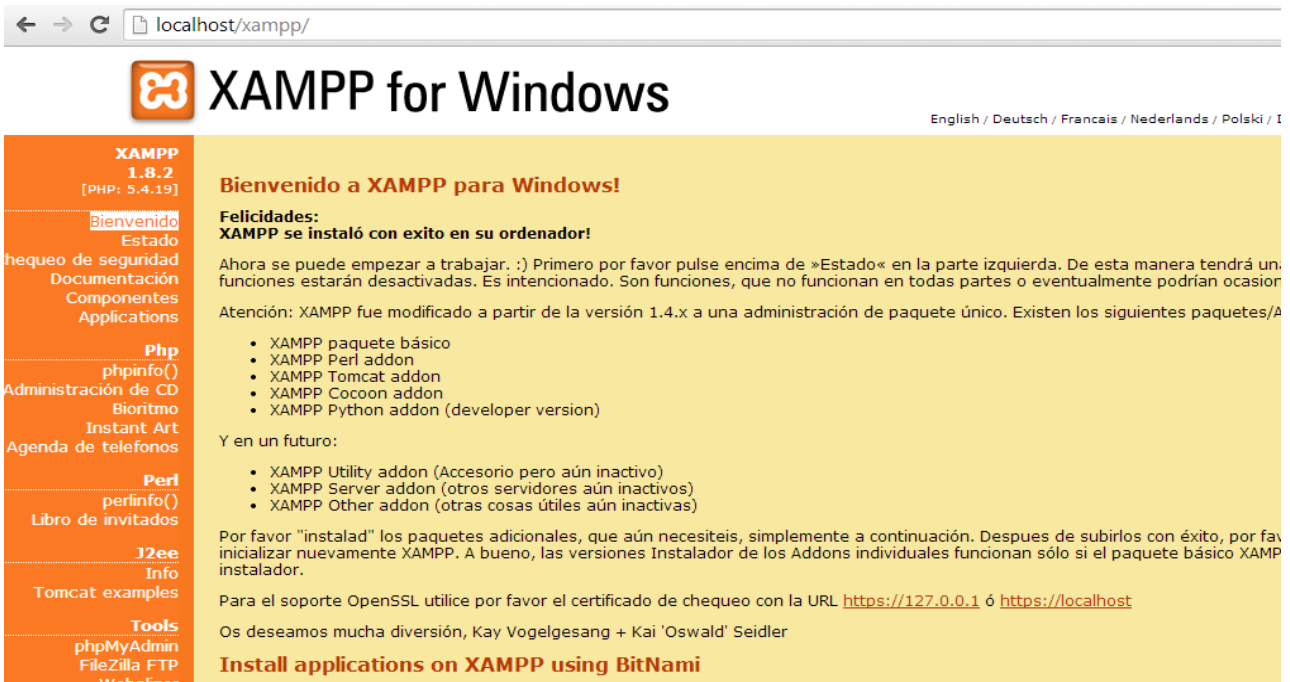 localhost/xampp/
XAMPP for Windows
English / Deutsch / Francais / Nederlands / Polski /
XAMPP
1.8.2
[PHP: 5.4.19]
Bienvenido
Estado
hequeo de seguridad
Documentación
Componentes
Applications
Php
phpinfo()
Administración de CD
Bioritmo
Instant Art
Agenda de telefonos
Perl
perlinfo()
Libro de invitados
J2ee
Info
Tomcat examples
Tools
phpMyAdmin
FileZilla FTP
Bienvenido a XAMPP para Windows!
Felicidades:
XAMPP se instaló con exito en su ordenador!
Ahora se puede empezar a trabajar. :) Primero por favor pulse encima de »Estado« en la parte izquierda. De esta manera tendrá
funciones estarán desactivadas. Es intencionado. Son funciones, que no funcionan en todas partes o eventualmente podrían ocasion
Atención: XAMPP fue modificado a partir de la versión 1.4.x a una administración de paquete único. Existen los siguientes paquetes/A
• XAMPP paquete básico
• XAMPP Perl addon
• XAMPP Tomcat addon
• XAMPP Cocoon addon
• XAMPP Python addon (developer version)
Y en un futuro:
• XAMPP Utility addon (Accesorio pero aún inactivo)
• XAMPP Server addon (otros servidores aún inactivos)
• XAMPP Other addon (otras cosas útiles aún inactivas)
Por favor "instalad" los paquetes adicionales, que aún necesiteis, simplemente a continuación. Despues de subirlos con éxito, por fav
inicializar nuevamente XAMPP. A bueno, las versiones Instalador de los Addons individuales funcionan sólo si el paquete básico XAMP
instalador.
Para el soporte OpenSSL utilice por favor el certificado de chequeo con la URL https://127.0.0.1 ó https://localhost
Os deseamos mucha diversión, Kay Vogelgesang + Kai 'Oswald' Seidler
Install applications on XAMPP using BitNami